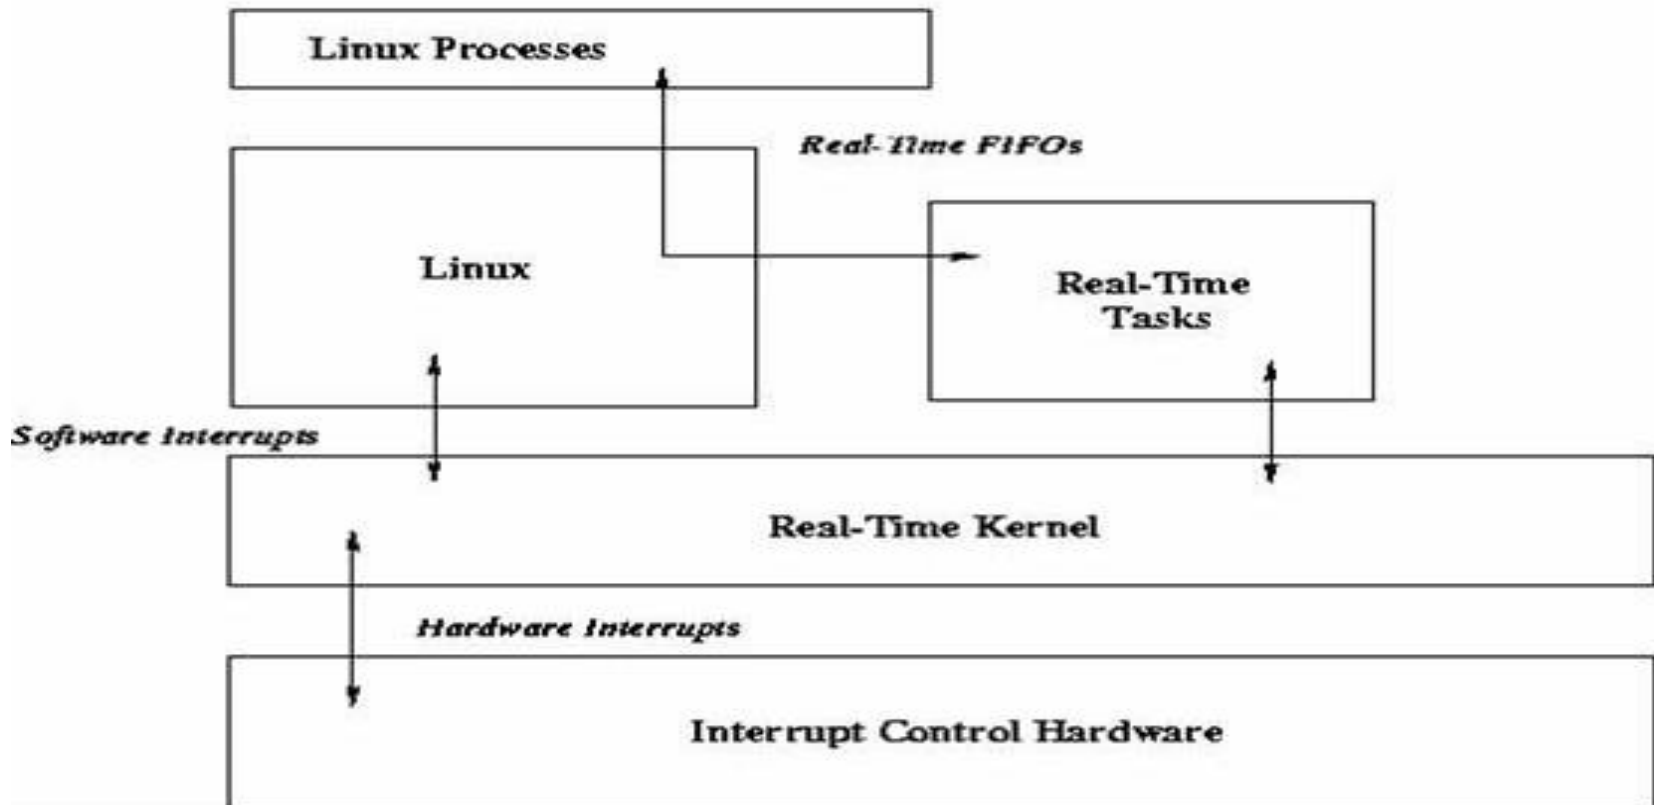 Linux Processes
Real-Time FIFOs
Linux
Real-Time
Tasks
Software Interrupts
Real-Time Kernel
Hardware Interrupts
Interrupt Control Hardware